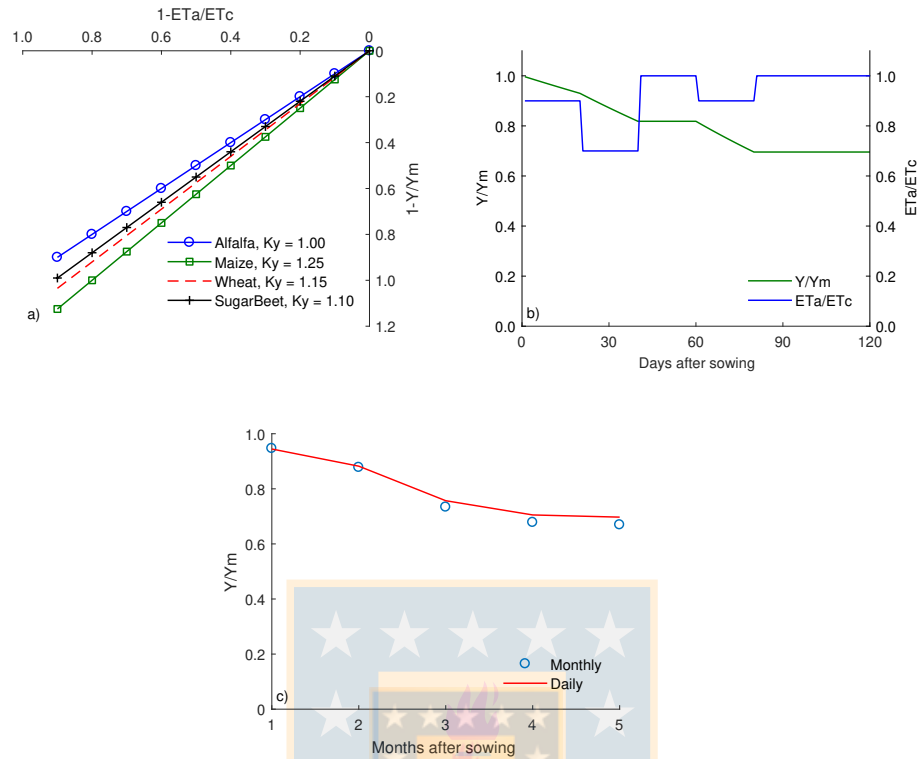 1-ETa/ETc
1.0 0.8 0.6 0.4 0.2 0
0
0.2
0.4
0.6
0.8
1.0
1.2
1-Y/Ym
Alfalfa, Ky = 1.00
Maize, Ky = 1.25
Wheat, Ky = 1.15
SugarBeet, Ky = 1.10
a)
1.0
0.8
0.6
0.4
0.2
0.0
Y/Ym
1.0
0.8
0.6
0.4
0.2
0.0
ETa/ETc
Y/Ym
ETa/ETc
b)
0 30 60 90 120
Days after sowing
1.0
0.8
0.6
0.4
0.2
0
Y/Ym
Monthly
Daily
c)
1 2 3 4 5
Months after sowing